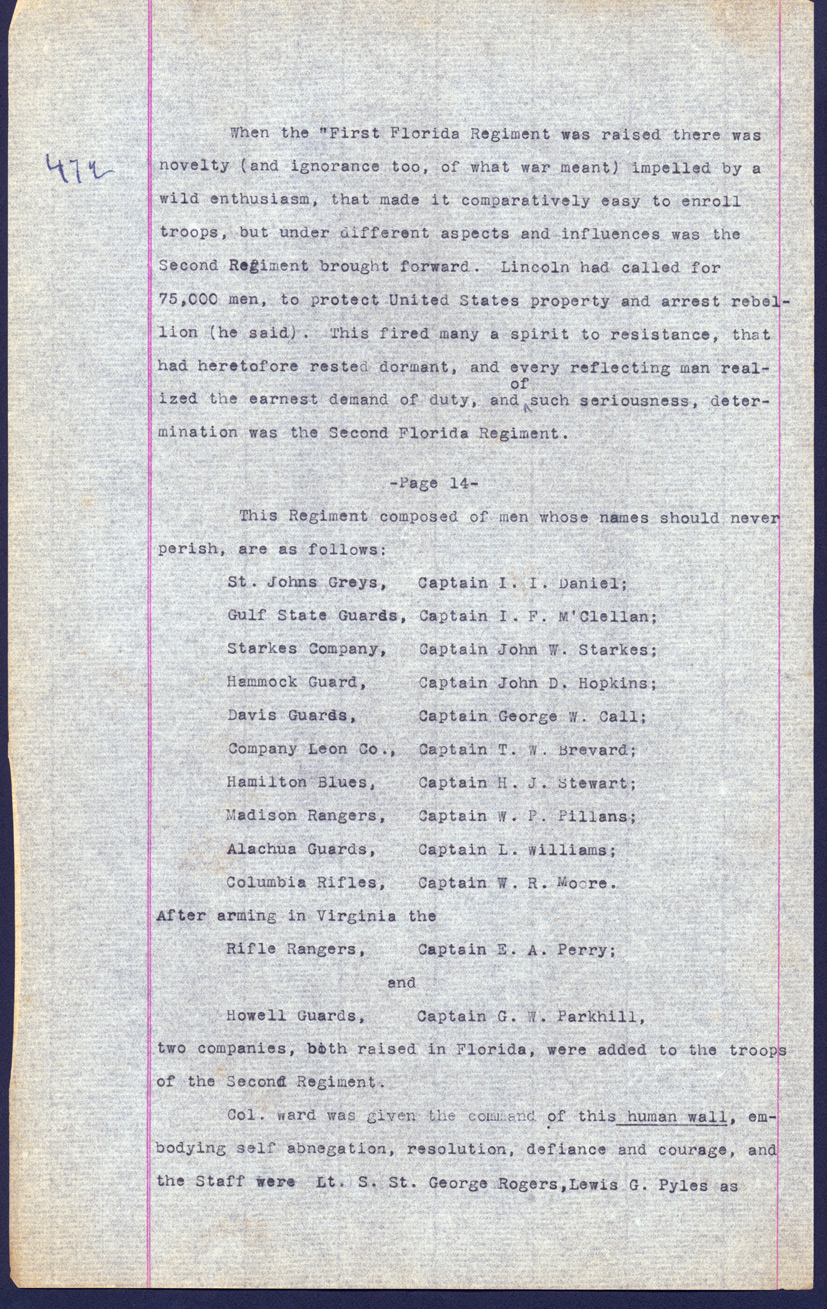 When the "First Florida Regiment was raised there was
472
novelty (and ignorance too, of what war meant) impelled by a
wild enthusiasm, that made it comparatively easy to enroll
troops, but under different aspects and influences was the
Second Regiment brought forward. Lincoln had called for
75,000 men, to protect United States property and arrest rebel-
lion (he said). This fired many a spirit to resistance, that
had heretofore rested dormant, and every reflecting man real-
of
ized the earnest demand of duty, and such seriousness, deter-
mination was the Second Florida Regiment.
-Page 14-
This Regiment composed of men whose names should never
perish, are as follows:
St. Johns Greys, Captain I. I. Daniel;
Gulf State Guards, Captain I. F. M'Clellan;
Starkes Company, Captain John W. Starkes;
Hammock Guard, Captain John D. Hopkins;
Davis Guards, Captain George W. Call;
Company Leon Co., Captain T. W. Brevard;
Hamilton Blues, Captain H. J. Stewart;
Madison Rangers, Captain W. P. Pillans;
Alachua Guards, Captain L. williams;
Columbia Rifles, Captain W. R. Moore.
After arming in Virginia the
Rifle Rangers, Captain E. A. Perry;
and
Howell Guards, Captain G. W. Parkhill,
two companies, both raised in Florida, were added to the troops
of the Second Regiment.
Col. ward was given the command of this human wall, em-
bodying self abnegation, resolution, defiance and courage, and
the Staff were Lt. S. St. George Rogers,Lewis G. Pyles as